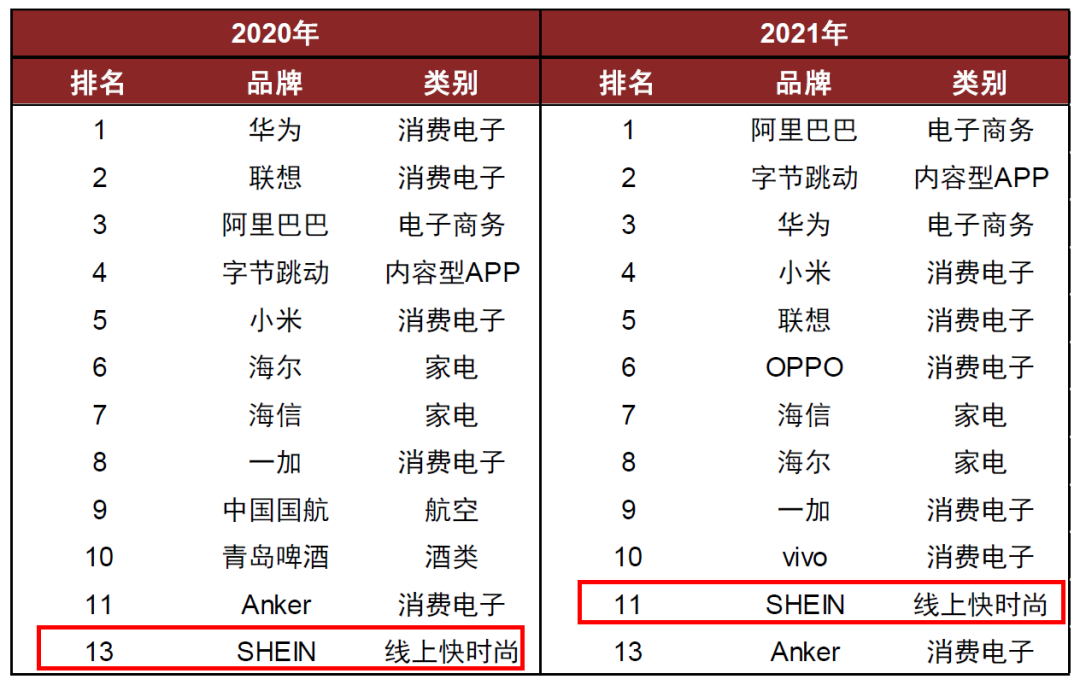 2020年 2021年
排名 品牌 类别 排名 品牌 类别
1 华为 消费电子 1 阿里巴巴 电子商务
2 联想 消费电子 2 字节跳动 内容型APP
3 阿里巴巴 电子商务 3 华为 电子商务
4 字节跳动 内容型APP 4 小米 消费电子
5 小米 消费电子 5 联想 消费电子
6 海尔 家电 6 OPPO 消费电子
7 海信 家电 7 海信 家电
8 一加 消费电子 8 海尔 家电
9 中国国航 航空 9 一加 消费电子
10 青岛啤酒 酒类 10 vivo 消费电子
11 Anker 消费电子 11 SHEIN 线上快时尚
13 SHEIN 线上快时尚 13 Anker 消费电子